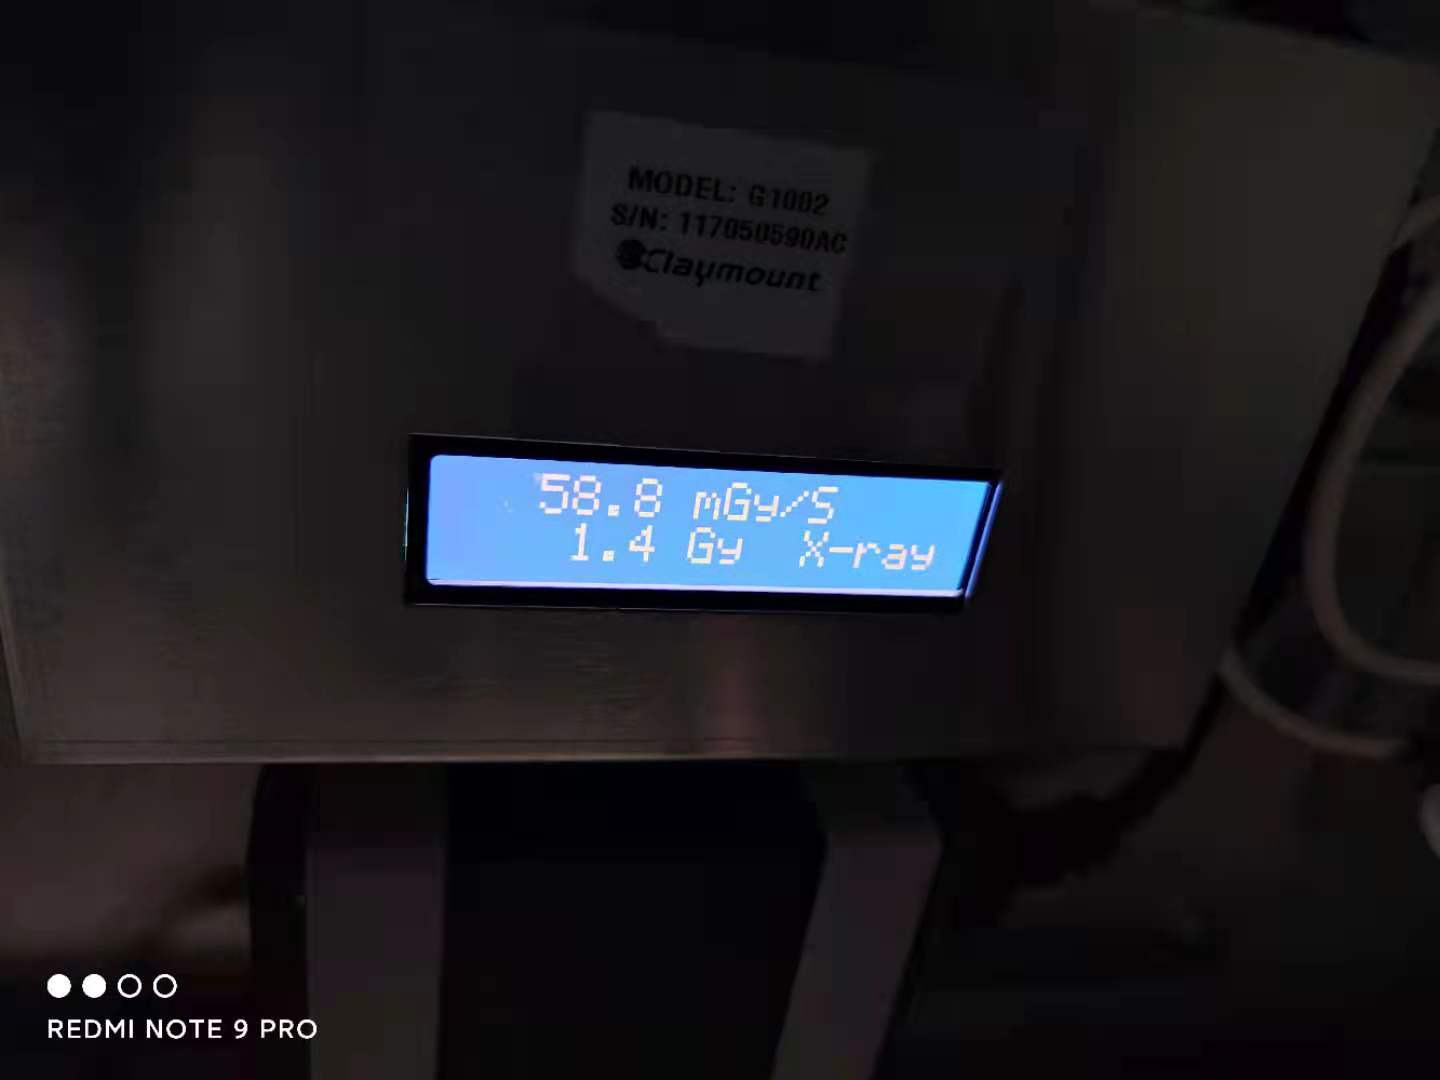 MODEL: G1002
S/N: 117050590AC
Claymount
58.8 mGy/S
1.4 Gy X-ray
REDMI NOTE 9 PRO